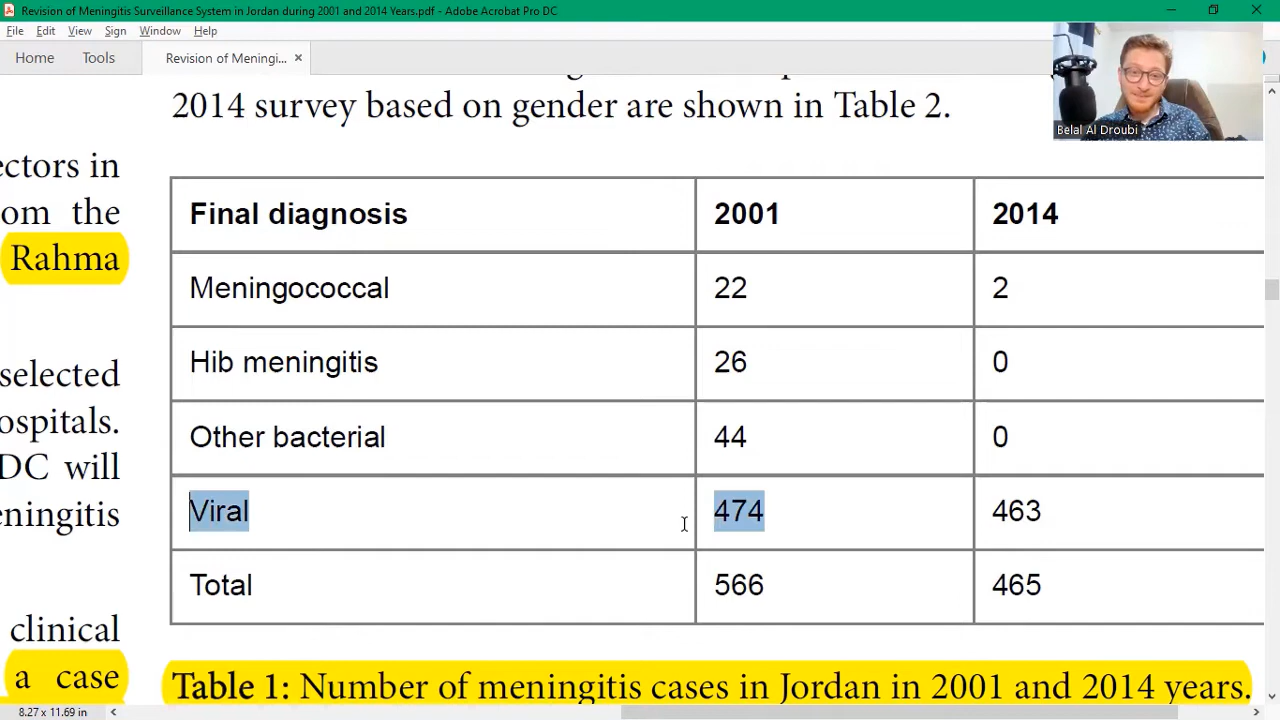 Revision of Meningitis Surveillance System in Jordan during 2001 and 2014 Years.pdf - Adobe Acrobat Pro DC
File Edit View Sign Window Help
Home Tools Revision of Meningi... ×
Belal Al Droubi
2014 survey based on gender are shown in Table 2.
ectors in
om the
Rahma
selected
ospitals.
DC will
eningitis
clinical
a case
Final diagnosis 2001 2014
Meningococcal 22 2
Hib meningitis 26 0
Other bacterial 44 0
Viral 474 463
Total 566 465
Table 1: Number of meningitis cases in Jordan in 2001 and 2014 years.
8.27 x 11.69 in